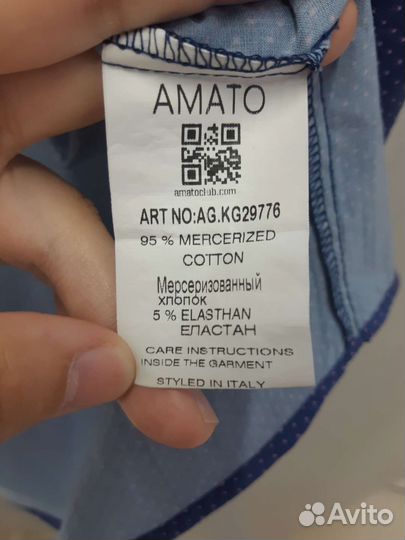 AMATO
amatoclub.com
ART NO:AG.KG29776
95 % MERCERIZED
COTTON
Мерсеризованный
хлопок
5 % ELASTHAN
ЕПАСТАН
CARE INSTRUCTIONS
INSIDE THE GARMENT
STYLED IN ITALY
Avito